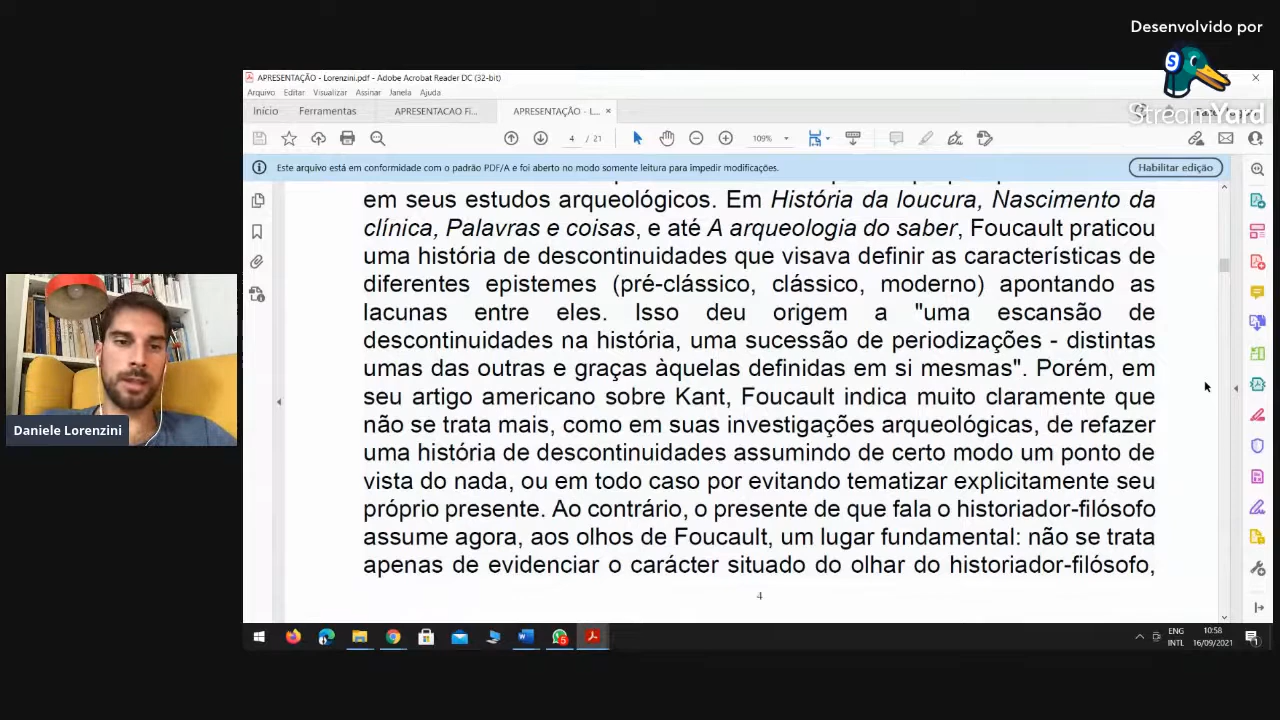 Desenvolvido por
StreamYard
APRESENTAÇÃO - Lorenzini.pdf - Adobe Acrobat Reader DC (32-bit)
Arquivo Editar Visualizar Assinar Janela Ajuda
Início Ferramentas APRESENTACAO Fi... APRESENTAÇÃO - L... ×
4 / 21 109%
Este arquivo está em conformidade com o padrão PDF/A e foi aberto no modo somente leitura para impedir modificações. Habilitar edição
em seus estudos arqueológicos. Em História da loucura, Nascimento da
clínica, Palavras e coisas, e até A arqueologia do saber, Foucault praticou
uma história de descontinuidades que visava definir as características de
diferentes epistemes (pré-clássico, clássico, moderno) apontando as
lacunas entre eles. Isso deu origem a "uma escansão de
descontinuidades na história, uma sucessão de periodizações - distintas
umas das outras e graças àquelas definidas em si mesmas". Porém, em
seu artigo americano sobre Kant, Foucault indica muito claramente que
não se trata mais, como em suas investigações arqueológicas, de refazer
uma história de descontinuidades assumindo de certo modo um ponto de
vista do nada, ou em todo caso por evitando tematizar explicitamente seu
próprio presente. Ao contrário, o presente de que fala o historiador-filósofo
assume agora, aos olhos de Foucault, um lugar fundamental: não se trata
apenas de evidenciar o carácter situado do olhar do historiador-filósofo,
4
Daniele Lorenzini
ENG 10:58
INTL 16/09/2021